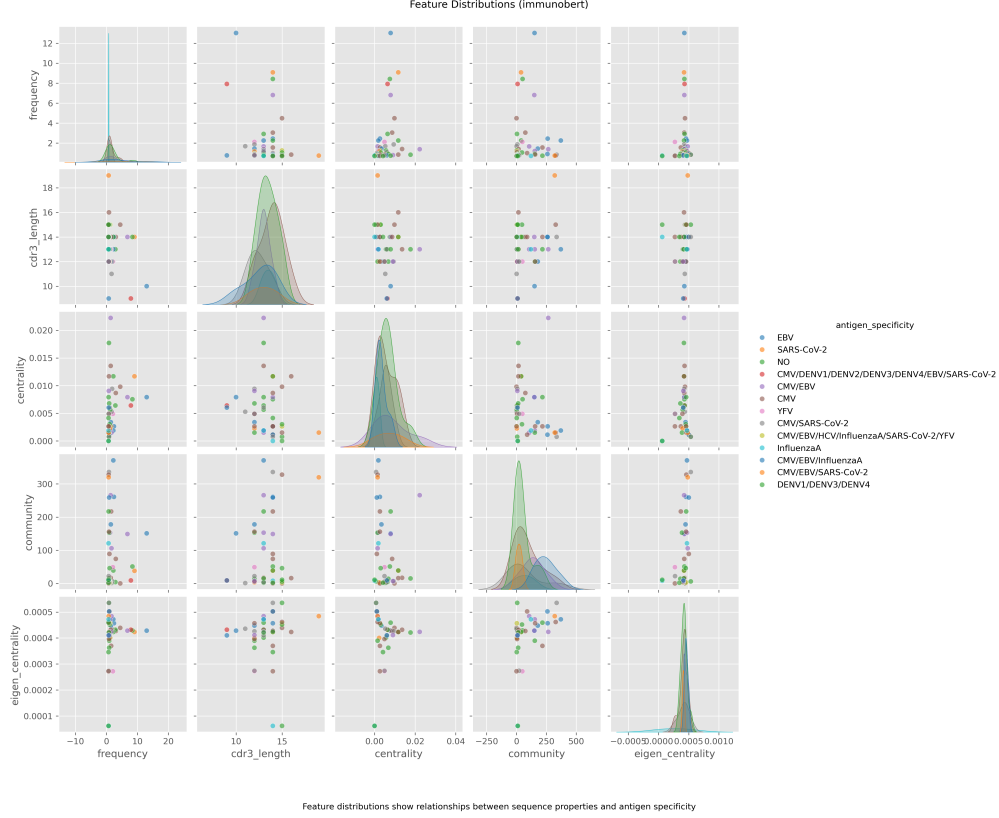 Feature Distributions (immunobert)
12
10
8
6
4
2
frequency
18
16
14
12
10
cdr3_length
0.020
0.015
0.010
0.005
0.000
centrality
300
200
100
0
community
0.0005
0.0004
0.0003
0.0002
0.0001
eigen_centrality
−10 0 10 20
frequency
10 15
cdr3_length
0.00 0.02 0.04
centrality
−250 0 250 500
community
−0.0005 0.0000 0.0005 0.0010
eigen_centrality
antigen_specificity
EBV
SARS-CoV-2
NO
CMV/DENV1/DENV2/DENV3/DENV4/EBV/SARS-CoV-2
CMV/EBV
CMV
YFV
CMV/SARS-CoV-2
CMV/EBV/HCV/InfluenzaA/SARS-CoV-2/YFV
InfluenzaA
CMV/EBV/InfluenzaA
CMV/EBV/SARS-CoV-2
DENV1/DENV3/DENV4
Feature distributions show relationships between sequence properties and antigen specificity